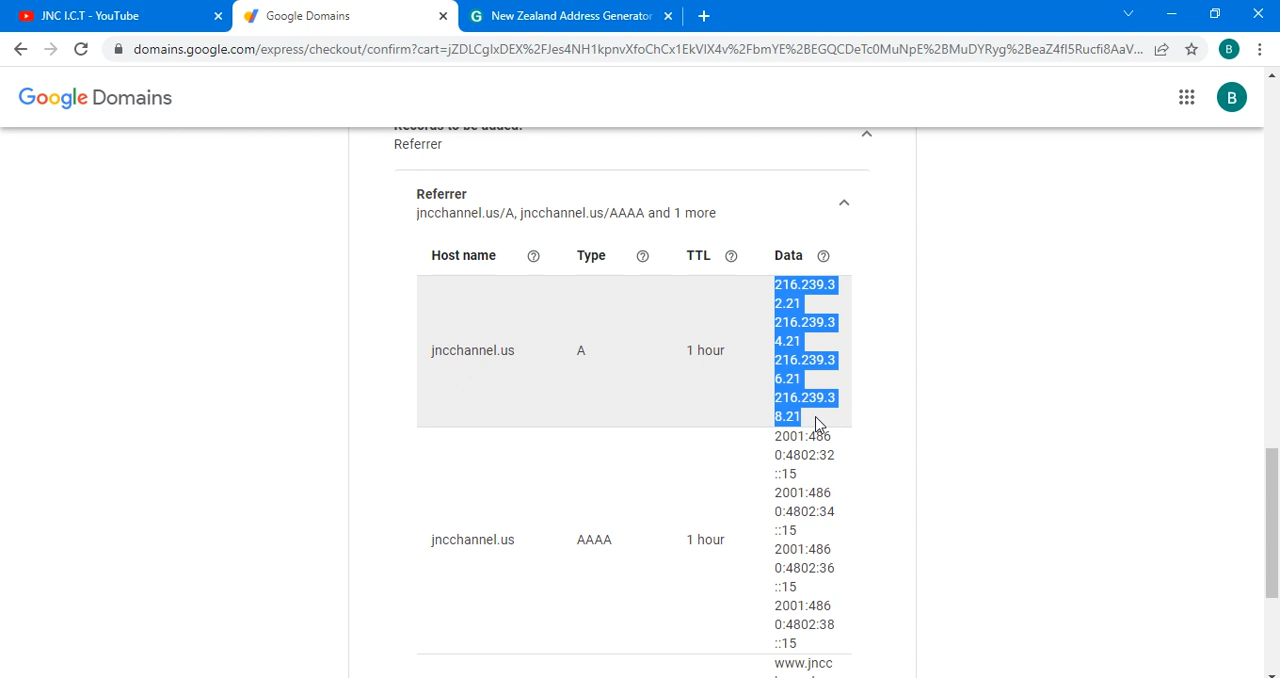 JNC I.C.T - YouTube
Google Domains
New Zealand Address Generator
domains.google.com/express/checkout/confirm?cart=jZDLCgIxDEX%2FJes4NH1kpnvXfoChCx1EkVIX4v%2FbmYE%2BEGQCDeTc0MuNpE%2BMuDYRyg%2BeaZ4fI5Rucfi8AaV...
B
Google Domains
B
Referrer
Referrer
jncchannel.us/A, jncchannel.us/AAAA and 1 more
Host name Type TTL Data
216.239.3
2.21
216.239.3
4.21
jncchannel.us A 1 hour
216.239.3
6.21
216.239.3
8.21
2001:486
0:4802:32
::15
2001:486
0:4802:34
::15
jncchannel.us AAAA 1 hour
2001:486
0:4802:36
::15
2001:486
0:4802:38
::15
www.jncc